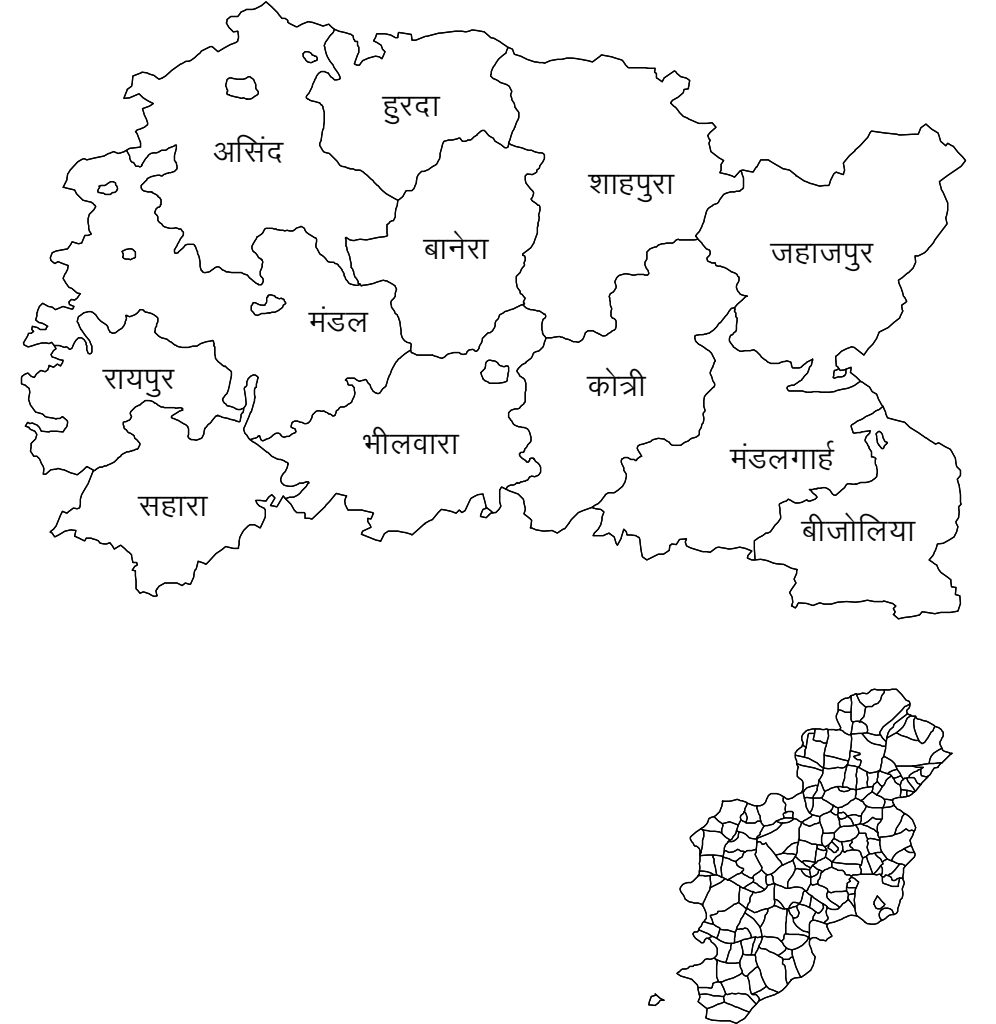 हुरदा
असिंद
शाहपुरा
बानेरा
जहाजपुर
मंडल
रायपुर
कोत्री
भीलवारा
मंडलगार्ह
सहारा
बीजोलिया